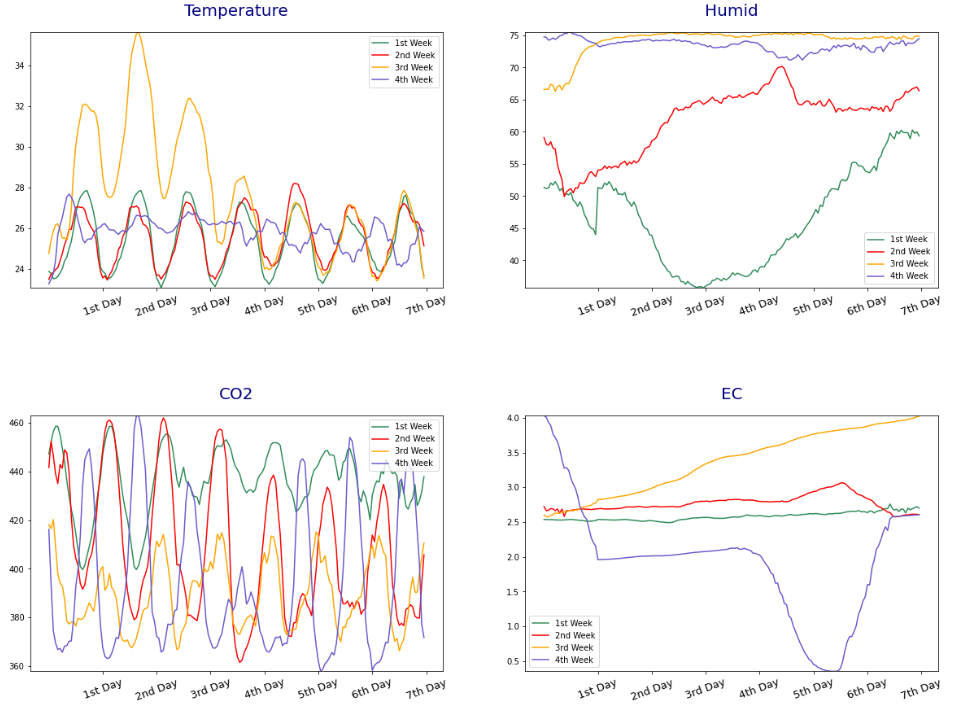 Temperature
34
32
30
28
26
24
1st Week
2nd Week
3rd Week
4th Week
1st Day
2nd Day
3rd Day
4th Day
5th Day
6th Day
7th Day
Humid
75
70
65
60
55
50
45
40
1st Week
2nd Week
3rd Week
4th Week
1st Day
2nd Day
3rd Day
4th Day
5th Day
6th Day
7th Day
CO2
460
440
420
400
380
360
1st Week
2nd Week
3rd Week
4th Week
1st Day
2nd Day
3rd Day
4th Day
5th Day
6th Day
7th Day
EC
4.0
3.5
3.0
2.5
2.0
1.5
1.0
0.5
1st Week
2nd Week
3rd Week
4th Week
1st Day
2nd Day
3rd Day
4th Day
5th Day
6th Day
7th Day